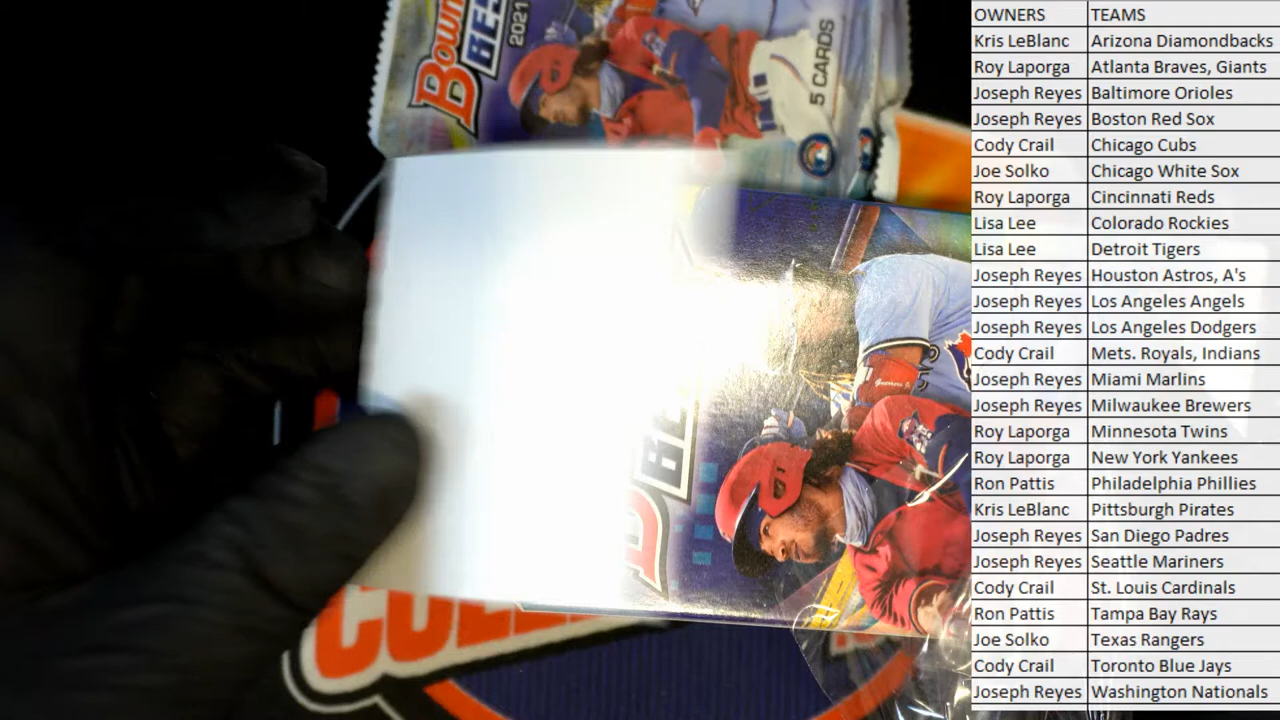 BOWMAN
BEST
2021
5 CARDS
Guerrero Jr.
OWNERS TEAMS
Kris LeBlanc Arizona Diamondbacks
Roy Laporga Atlanta Braves, Giants
Joseph Reyes Baltimore Orioles
Joseph Reyes Boston Red Sox
Cody Crail Chicago Cubs
Joe Solko Chicago White Sox
Roy Laporga Cincinnati Reds
Lisa Lee Colorado Rockies
Lisa Lee Detroit Tigers
Joseph Reyes Houston Astros, A's
Joseph Reyes Los Angeles Angels
Joseph Reyes Los Angeles Dodgers
Cody Crail Mets. Royals, Indians
Joseph Reyes Miami Marlins
Joseph Reyes Milwaukee Brewers
Roy Laporga Minnesota Twins
Roy Laporga New York Yankees
Ron Pattis Philadelphia Phillies
Kris LeBlanc Pittsburgh Pirates
Joseph Reyes San Diego Padres
Joseph Reyes Seattle Mariners
Cody Crail St. Louis Cardinals
Ron Pattis Tampa Bay Rays
Joe Solko Texas Rangers
Cody Crail Toronto Blue Jays
Joseph Reyes Washington Nationals